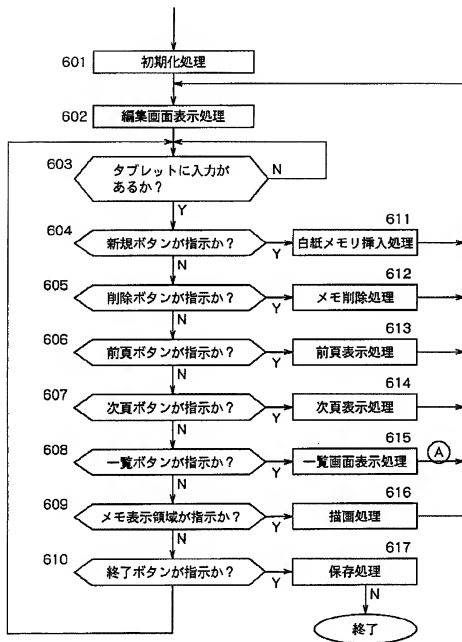 601
初期化処理
602
編集画面表示処理
603
タブレットに入力が
あるか?
N
Y
604
新規ボタンが指示か?
Y
611
白紙メモリ挿入処理
N
605
削除ボタンが指示か?
Y
612
メモ削除処理
N
606
前頁ボタンが指示か?
Y
613
前頁表示処理
N
607
次頁ボタンが指示か?
Y
614
次頁表示処理
N
608
一覧ボタンが指示か?
Y
615
一覧画面表示処理
A
N
609
メモ表示領域が指示か?
Y
616
描画処理
N
610
終了ボタンが指示か?
Y
617
保存処理
N
終了